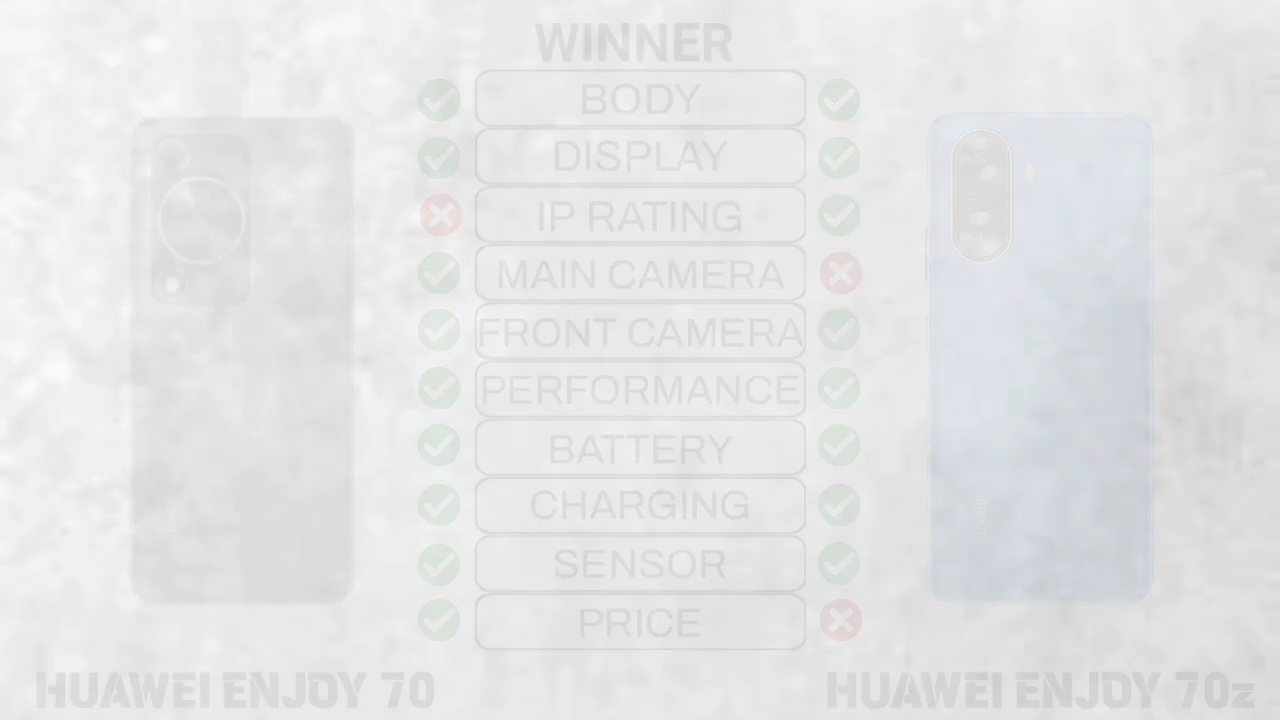 WINNER
BODY
DISPLAY
IP RATING
MAIN CAMERA
FRONT CAMERA
PERFORMANCE
BATTERY
CHARGING
SENSOR
PRICE
HUAWEI ENJOY 70
HUAWEI ENJOY 70z